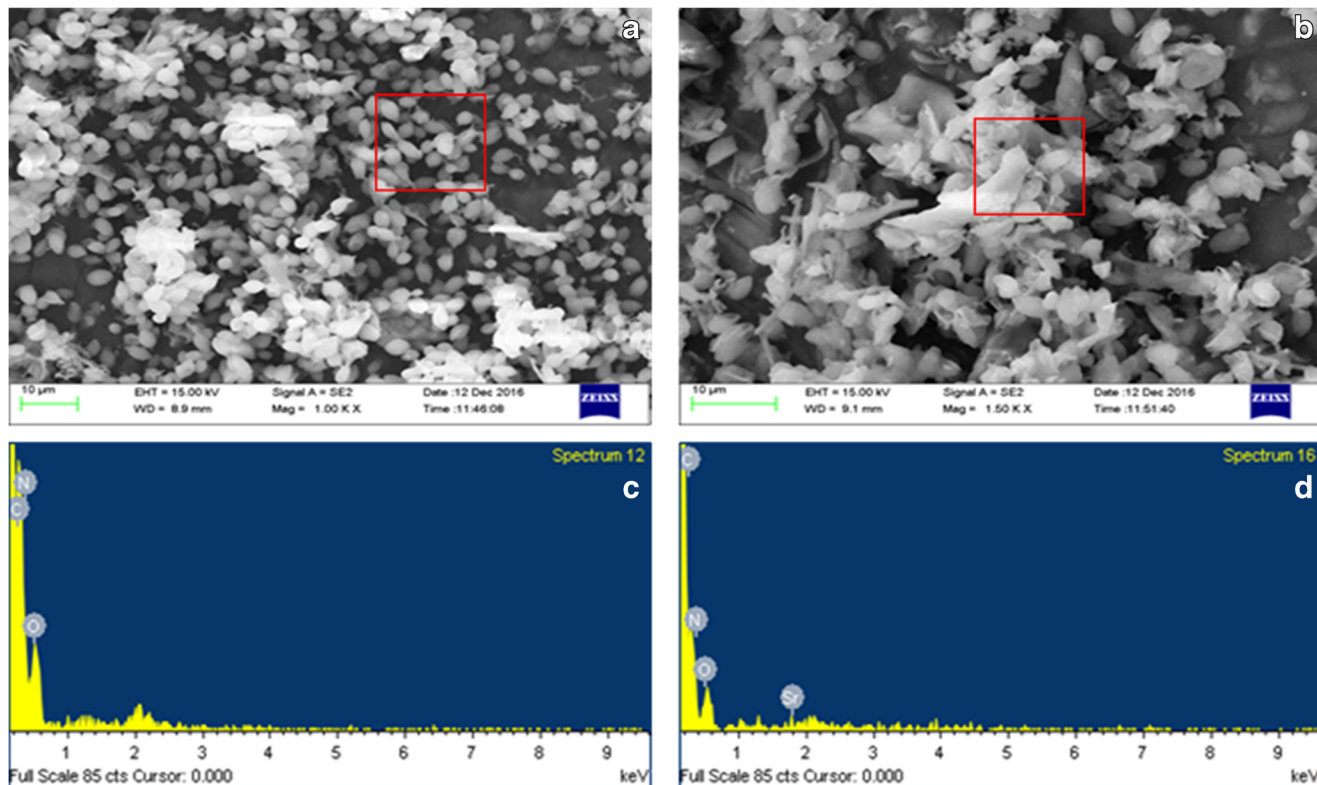 a
10 µm
EHT = 15.00 kV
Signal A = SE2
Date :12 Dec 2016
WD = 8.9 mm
Mag = 1.00 K X
Time :11:46:08
ZEISS
b
10 µm
EHT = 15.00 kV
Signal A = SE2
Date :12 Dec 2016
WD = 9.1 mm
Mag = 1.50 K X
Time :11:51:40
ZEISS
Spectrum 12
c
N
C
O
1 2 3 4 5 6 7 8 9
Full Scale 85 cts Cursor: 0.000 keV
Spectrum 16
d
C
N
O
Sr
1 2 3 4 5 6 7 8 9
Full Scale 85 cts Cursor: 0.000 keV